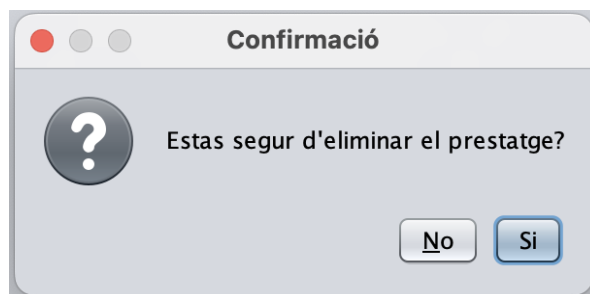 Confirmació
Estas segur d'eliminar el prestatge?
No
Si